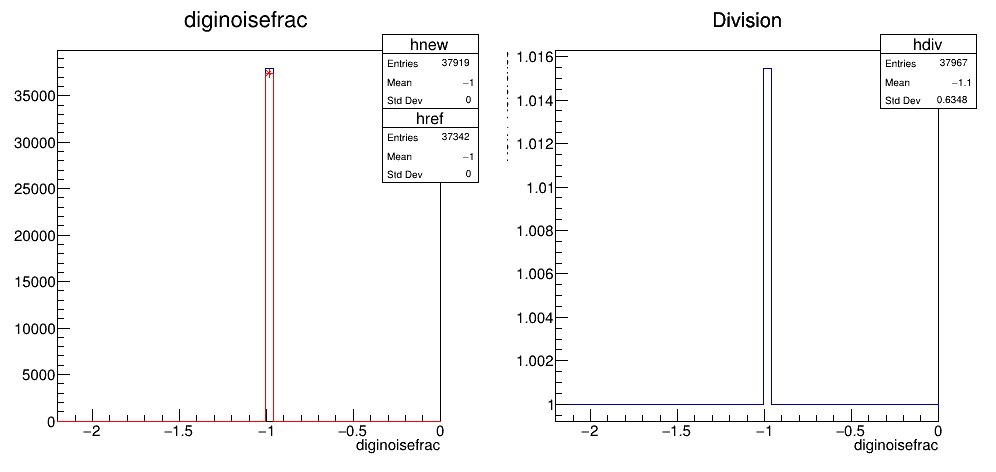 diginoisefrac
hnew
Entries 37919
Mean −1
Std Dev 0
href
Entries 37342
Mean −1
Std Dev 0
35000
30000
25000
20000
15000
10000
5000
0
−2 −1.5 −1 −0.5 0
diginoisefrac
Division
hdiv
Entries 37967
Mean −1.1
Std Dev 0.6348
1.016
1.014
1.012
1.01
1.008
1.006
1.004
1.002
1
−2 −1.5 −1 −0.5 0
diginoisefrac